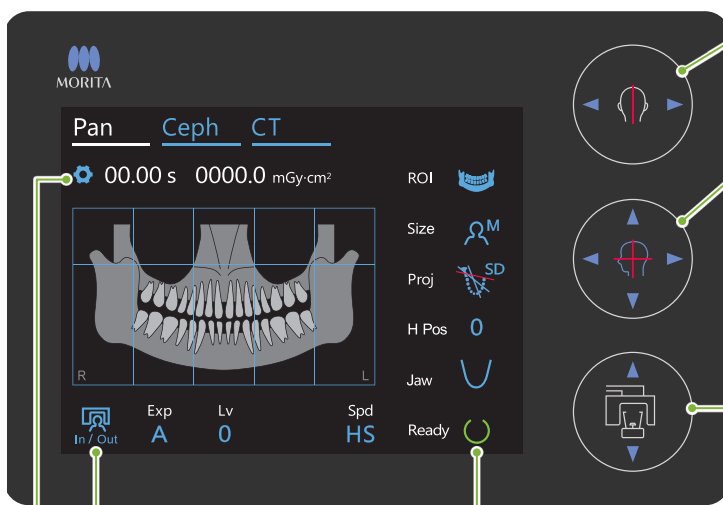 MORITA
Pan Ceph CT
00.00 s 0000.0 mGy·cm²
ROI
Size M
Proj SD
H Pos 0
Jaw
R L
In / Out
Exp Lv Spd
A 0 HS
Ready